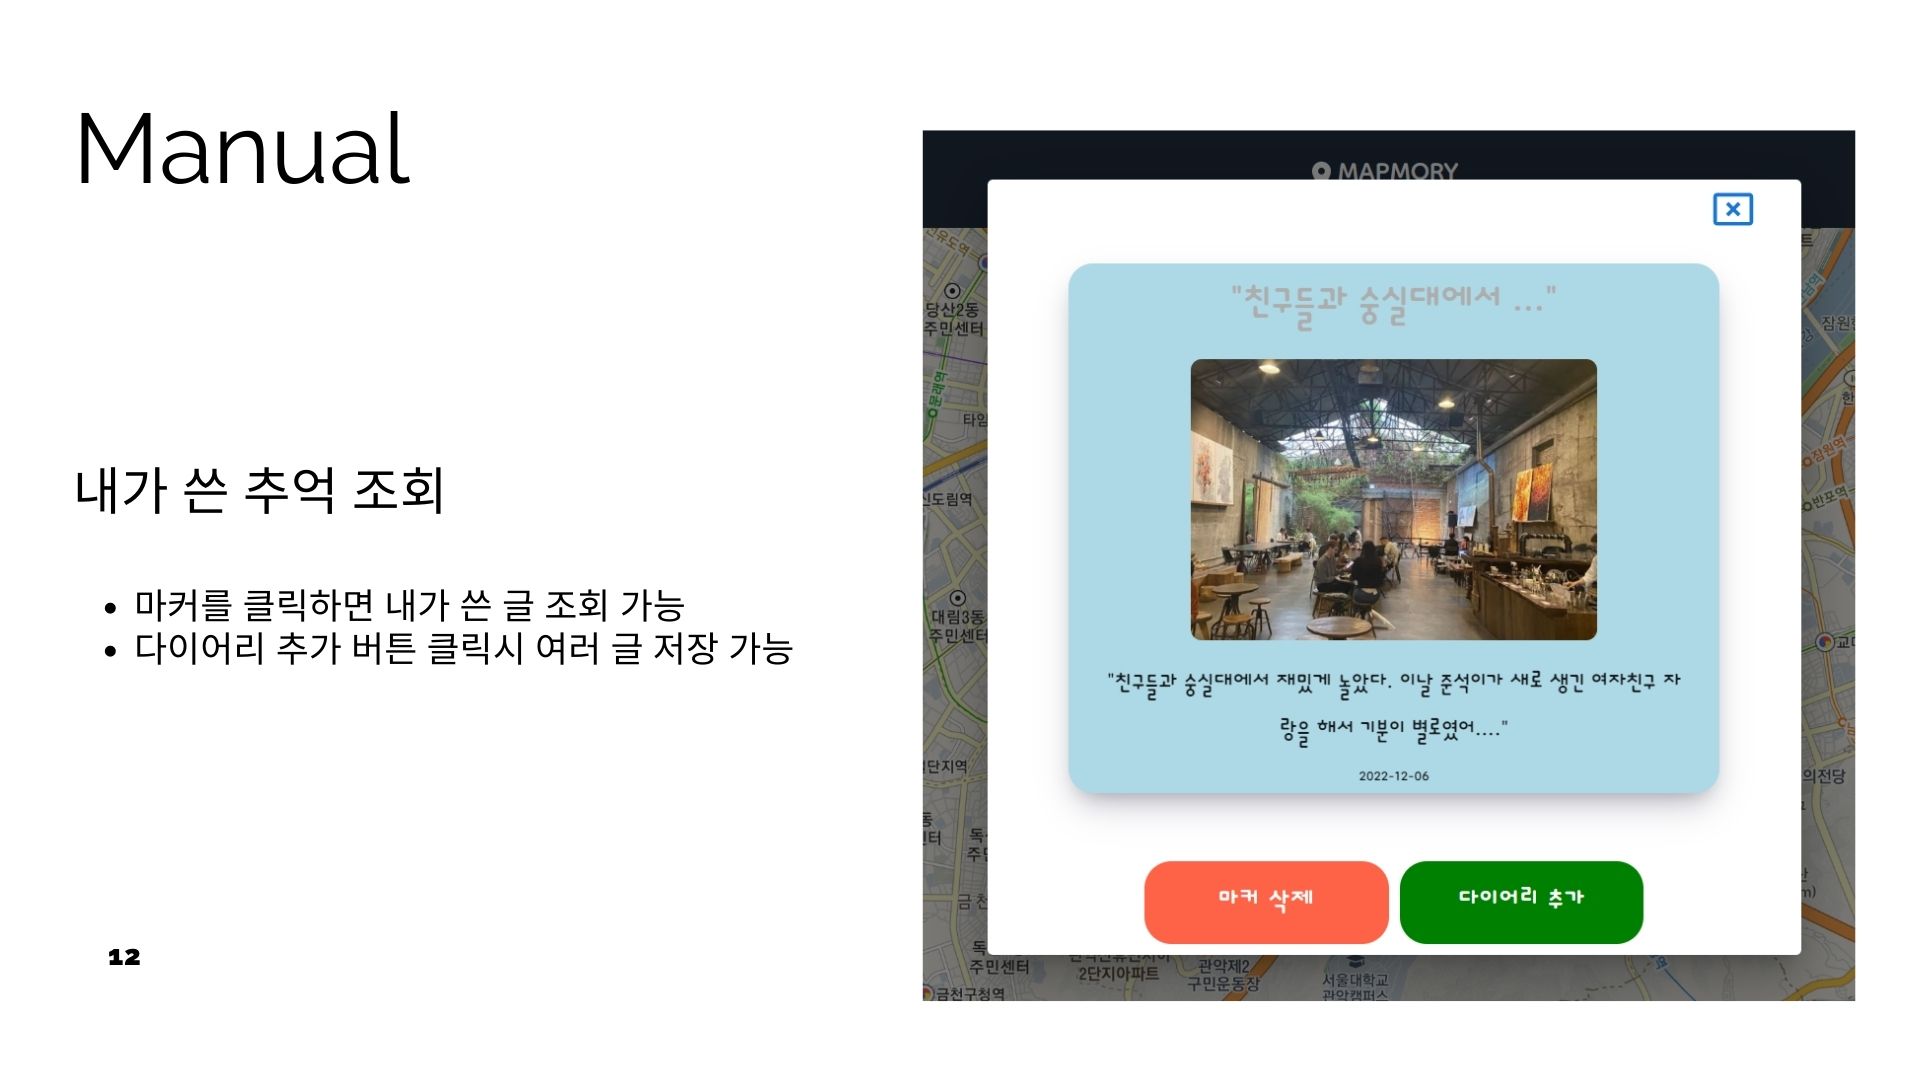 Manual
내가 쓴 추억 조회
• 마커를 클릭하면 내가 쓴 글 조회 가능
• 다이어리 추가 버튼 클릭시 여러 글 저장 가능
12
MAPMORY
"친구들과 숭실대에서 ..."
"친구들과 숭실대에서 재밌게 놀았다. 이날 준석이가 새로 생긴 여자친구 자
랑을 해서 기분이 별로였어...."
2022-12-06
마커 삭제
다이어리 추가
당산2동
주민센터
문래역
타임
신도림역
대림3동
주민센터
단지역
금천
주민센터
금천구청역
2단지아파트
관악제2
구민운동장
서울대학교
관악캠퍼스
잠원
잠원역
반포역
의전당